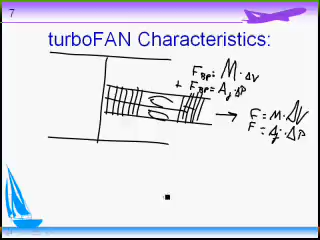 7
turboFAN Characteristics:
F_BP = M · ΔV
+ F_BP = A_j · ΔP
F = M · ΔV
F = A_j · ΔP